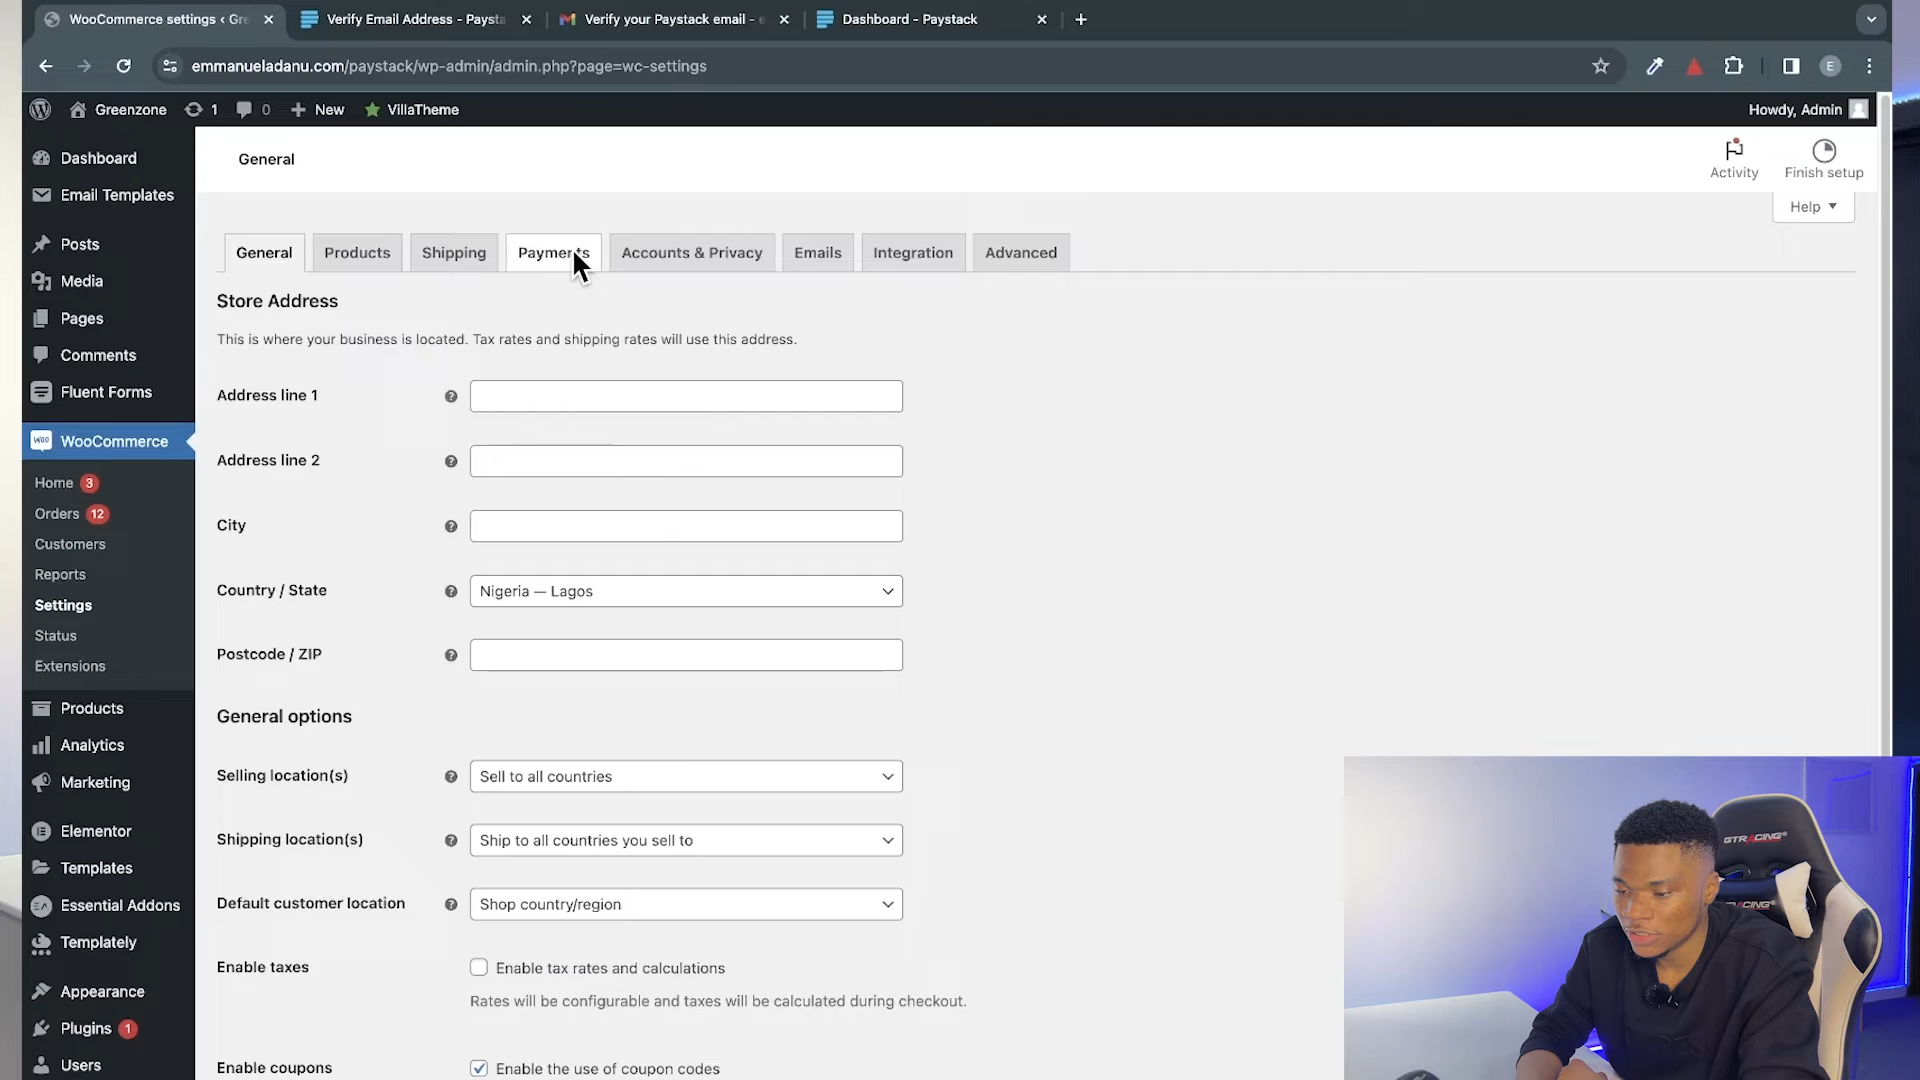 WooCommerce settings ‹ Gre
Verify Email Address - Paysta
Verify your Paystack email - e
Dashboard - Paystack
emmanueladanu.com/paystack/wp-admin/admin.php?page=wc-settings
E
Greenzone
1
0
New
VillaTheme
Howdy, Admin
Dashboard
Email Templates
Posts
Media
Pages
Comments
Fluent Forms
woo WooCommerce
Home 3
Orders 12
Customers
Reports
Settings
Status
Extensions
Products
Analytics
Marketing
Elementor
Templates
Essential Addons
Templately
Appearance
Plugins 1
Users
General
Activity
Finish setup
Help
General
Products
Shipping
Payments
Accounts & Privacy
Emails
Integration
Advanced
Store Address
This is where your business is located. Tax rates and shipping rates will use this address.
Address line 1
Address line 2
City
Country / State
Nigeria — Lagos
Postcode / ZIP
General options
Selling location(s)
Sell to all countries
Shipping location(s)
Ship to all countries you sell to
Default customer location
Shop country/region
Enable taxes
Enable tax rates and calculations
Rates will be configurable and taxes will be calculated during checkout.
Enable coupons
Enable the use of coupon codes
GTRACING